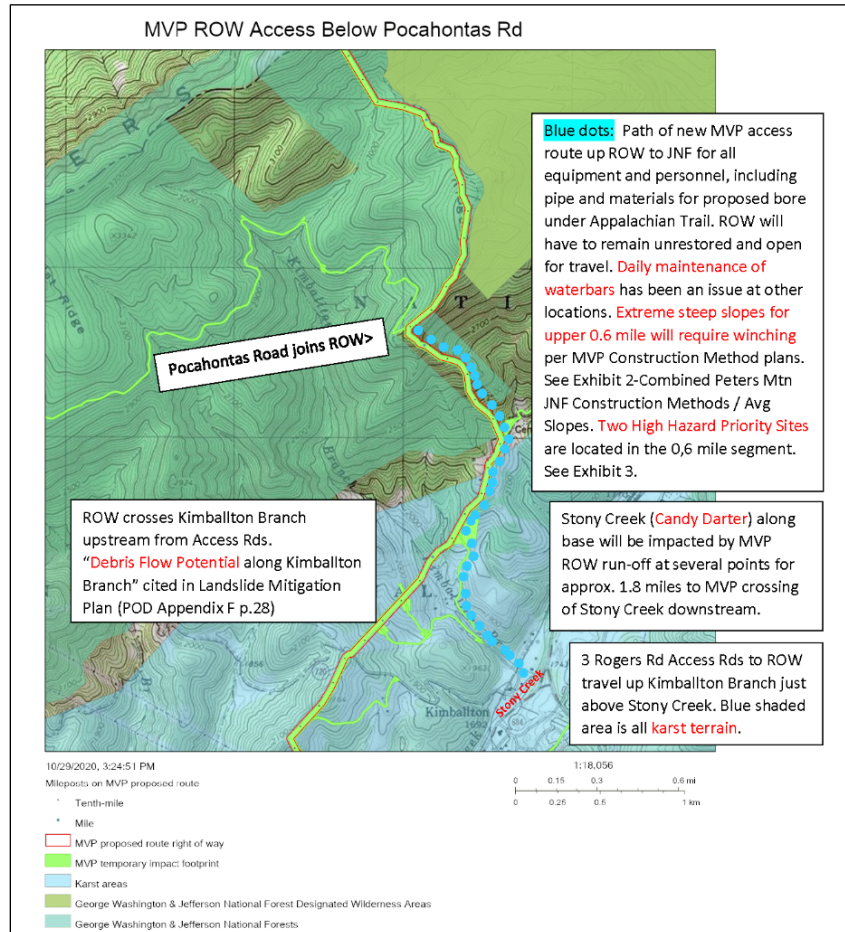 MVP ROW Access Below Pocahontas Rd
Blue dots: Path of new MVP access
route up ROW to JNF for all
equipment and personnel, including
pipe and materials for proposed bore
under Appalachian Trail. ROW will
have to remain unrestored and open
for travel. Daily maintenance of
waterbars has been an issue at other
locations. Extreme steep slopes for
upper 0.6 mile will require winching
per MVP Construction Method plans.
See Exhibit 2-Combined Peters Mtn
JNF Construction Methods / Avg
Slopes. Two High Hazard Priority Sites
are located in the 0,6 mile segment.
See Exhibit 3.
Pocahontas Road joins ROW>
ROW crosses Kimballton Branch
upstream from Access Rds.
“Debris Flow Potential along Kimballton
Branch” cited in Landslide Mitigation
Plan (POD Appendix F p.28)
Stony Creek (Candy Darter) along
base will be impacted by MVP
ROW run-off at several points for
approx. 1.8 miles to MVP crossing
of Stony Creek downstream.
3 Rogers Rd Access Rds to ROW
travel up Kimballton Branch just
above Stony Creek. Blue shaded
area is all karst terrain.
E R S
2900
3100
N A T I
2700
Branch
Stony Creek
Kimballton
1692
10/29/2020, 3:24:51 PM
1:18,056
Mileposts on MVP proposed route
Tenth-mile
Mile
MVP proposed route right of way
MVP temporary impact footprint
Karst areas
George Washington & Jefferson National Forest Designated Wilderness Areas
George Washington & Jefferson National Forests
0 0.15 0.3 0.6 mi
0 0.25 0.5 1 km